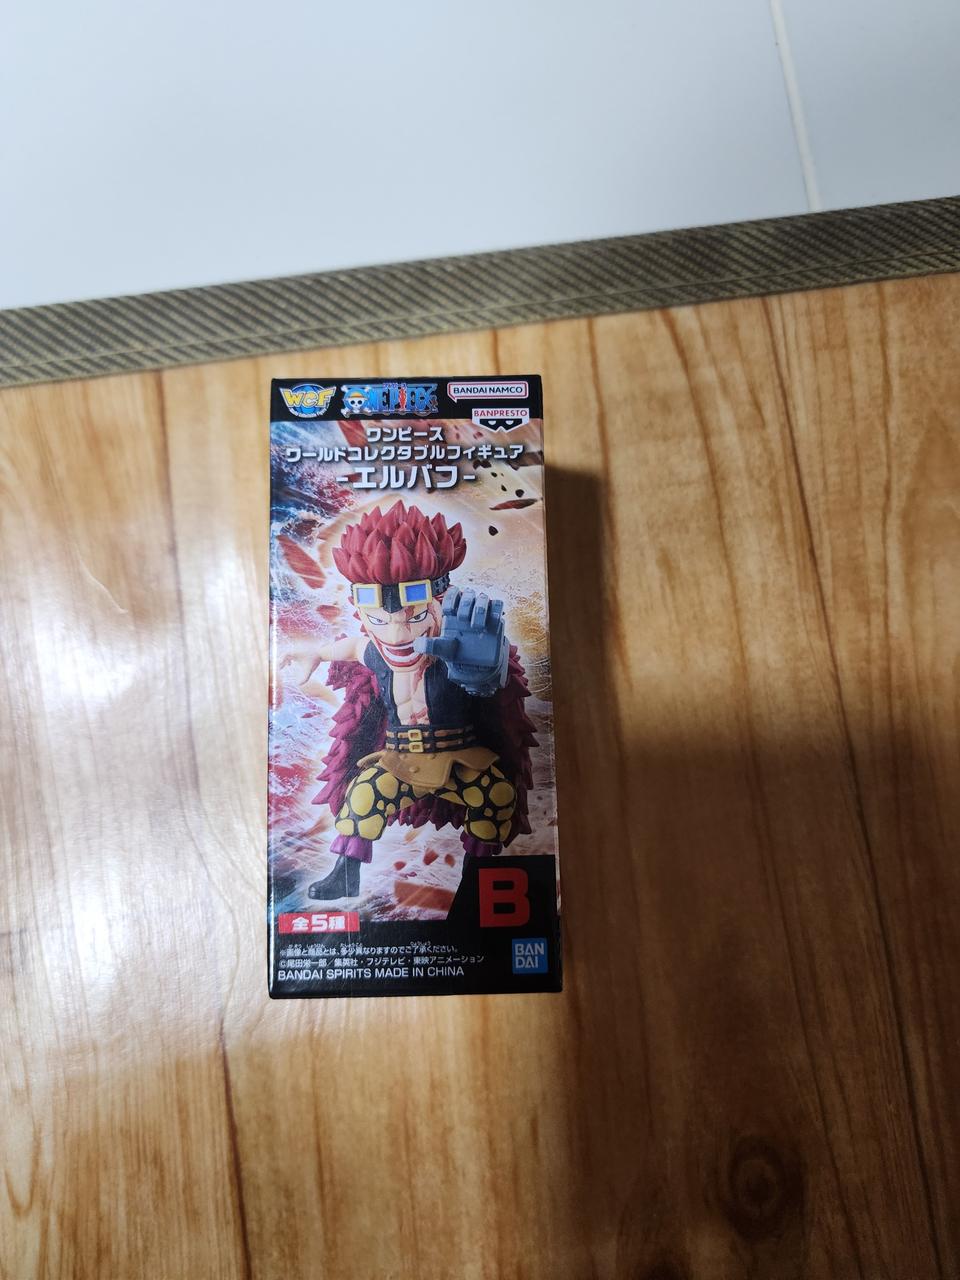 WCF
ONE PIECE
BANDAI NAMCO
BANPRESTO
ワンピース
ワールドコレクタブルフィギュア
-エルバフ-
B
全5種
※画像と商品とは、多少異なりますのでご了承ください。
©尾田栄一郎/集英社・フジテレビ・東映アニメーション
BANDAI SPIRITS MADE IN CHINA
BAN
DAI